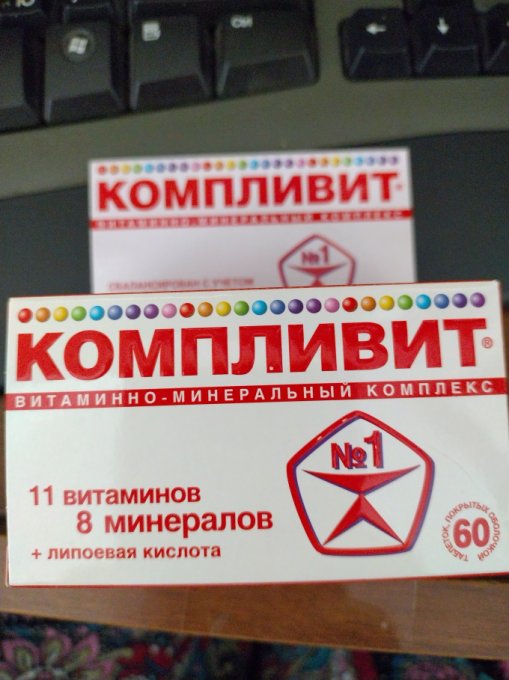 КОМПЛИВИТ
ВИТАМИННО-МИНЕРАЛЬНЫЙ КОМПЛЕКС
№1
СБАЛАНСИРОВАН С УЧЕТОМ
КОМПЛИВИТ®
ВИТАМИННО-МИНЕРАЛЬНЫЙ КОМПЛЕКС
№1
11 витаминов
8 минералов
+ липоевая кислота
60
ТАБЛЕТОК, ПОКРЫТЫХ ОБОЛОЧКОЙ